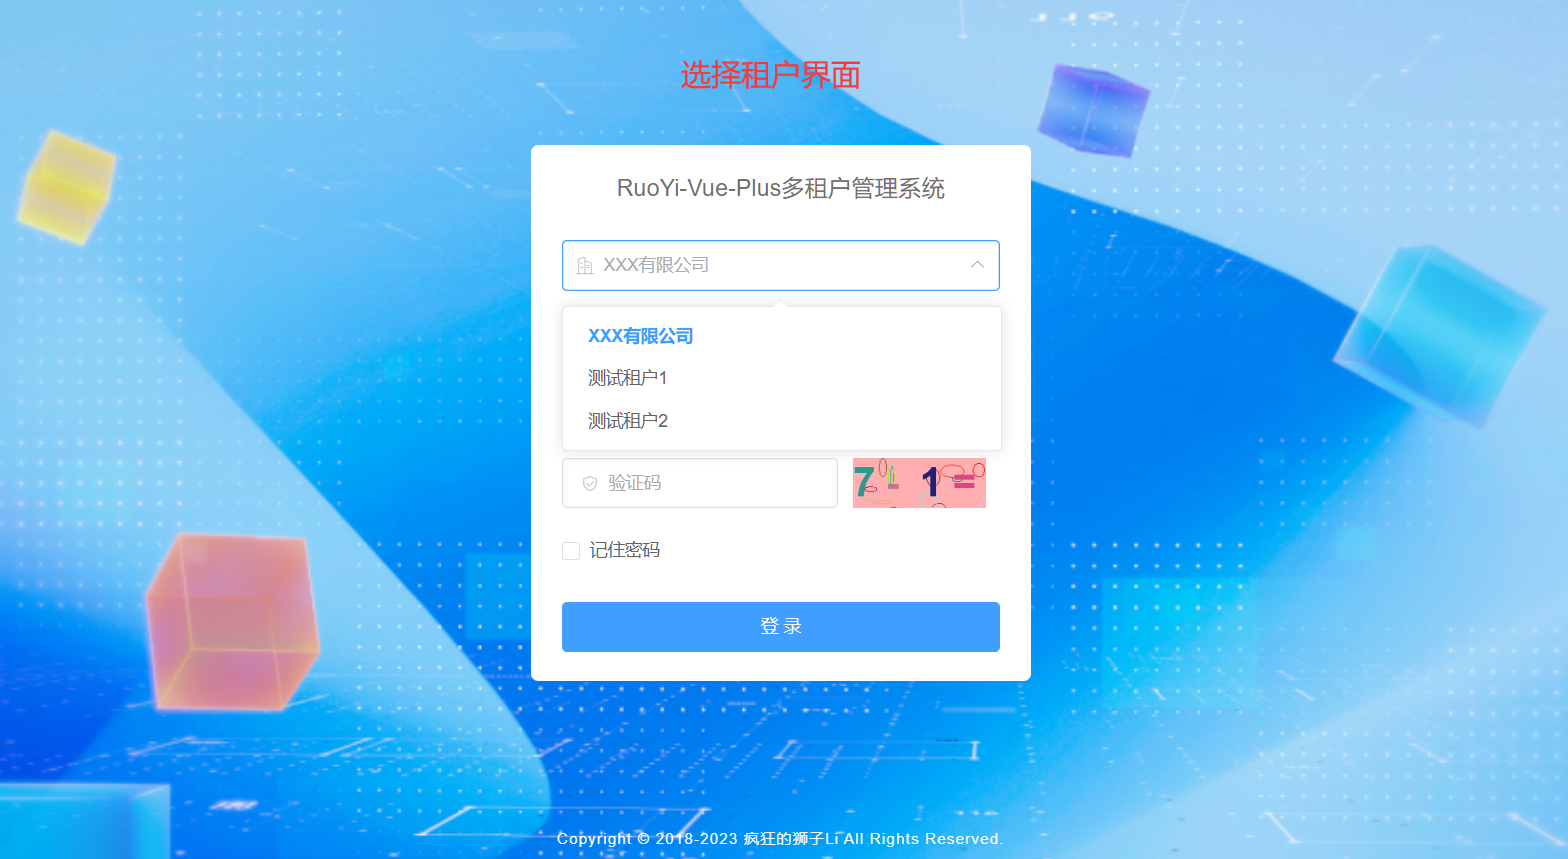 选择租户界面
RuoYi-Vue-Plus多租户管理系统
XXX有限公司
XXX有限公司
测试租户1
测试租户2
验证码
7 - 1 =
记住密码
登 录
Copyright © 2018-2023 疯狂的狮子Li All Rights Reserved.